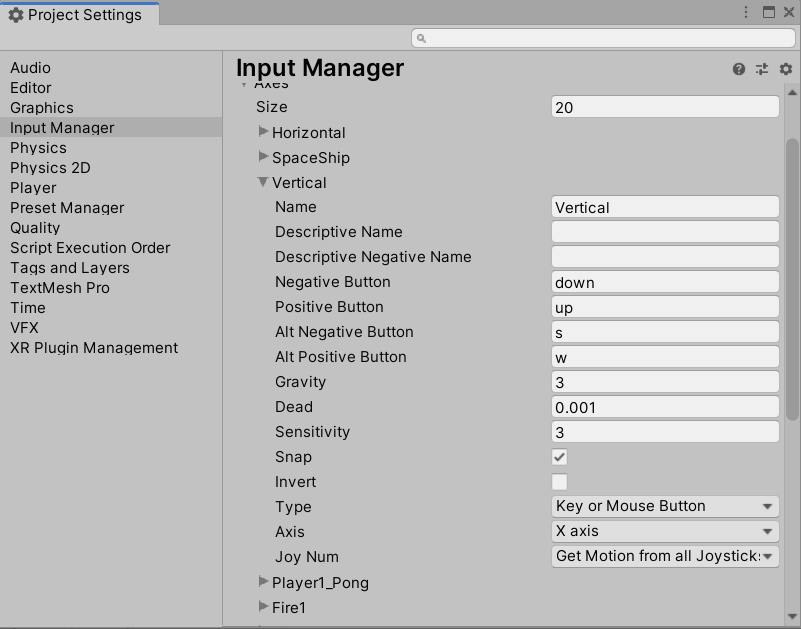 Project Settings
Audio
Editor
Graphics
Input Manager
Physics
Physics 2D
Player
Preset Manager
Quality
Script Execution Order
Tags and Layers
TextMesh Pro
Time
VFX
XR Plugin Management
Input Manager
Axes
Size 20
Horizontal
SpaceShip
Vertical
Name Vertical
Descriptive Name
Descriptive Negative Name
Negative Button down
Positive Button up
Alt Negative Button s
Alt Positive Button w
Gravity 3
Dead 0.001
Sensitivity 3
Snap
Invert
Type Key or Mouse Button
Axis X axis
Joy Num Get Motion from all Joysticks
Player1_Pong
Fire1